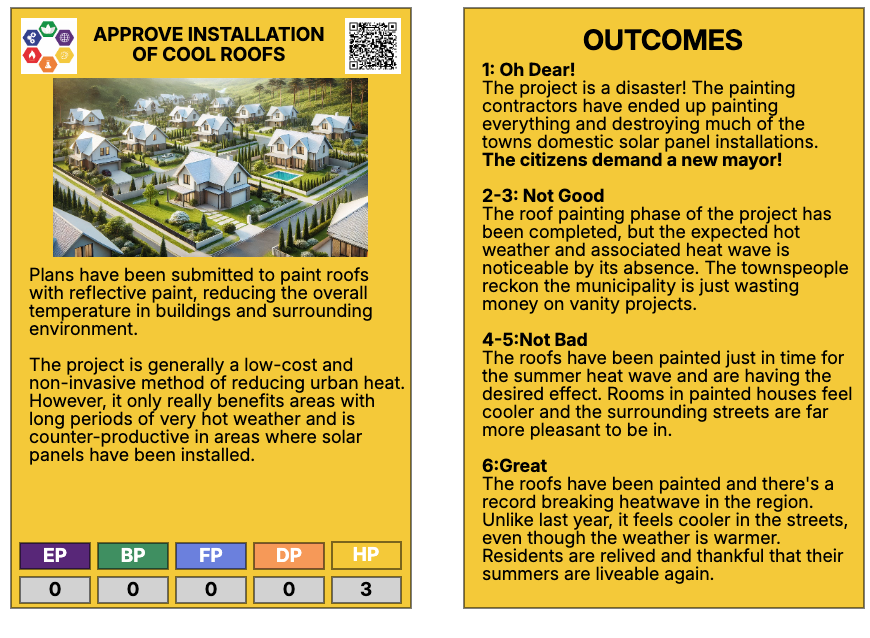 APPROVE INSTALLATION
OF COOL ROOFS
Plans have been submitted to paint roofs
with reflective paint, reducing the overall
temperature in buildings and surrounding
environment.
The project is generally a low-cost and
non-invasive method of reducing urban heat.
However, it only really benefits areas with
long periods of very hot weather and is
counter-productive in areas where solar
panels have been installed.
EP BP FP DP HP
0 0 0 0 3
OUTCOMES
1: Oh Dear!
The project is a disaster! The painting
contractors have ended up painting
everything and destroying much of the
towns domestic solar panel installations.
The citizens demand a new mayor!
2-3: Not Good
The roof painting phase of the project has
been completed, but the expected hot
weather and associated heat wave is
noticeable by its absence. The townspeople
reckon the municipality is just wasting
money on vanity projects.
4-5:Not Bad
The roofs have been painted just in time for
the summer heat wave and are having the
desired effect. Rooms in painted houses feel
cooler and the surrounding streets are far
more pleasant to be in.
6:Great
The roofs have been painted and there's a
record breaking heatwave in the region.
Unlike last year, it feels cooler in the streets,
even though the weather is warmer.
Residents are relived and thankful that their
summers are liveable again.